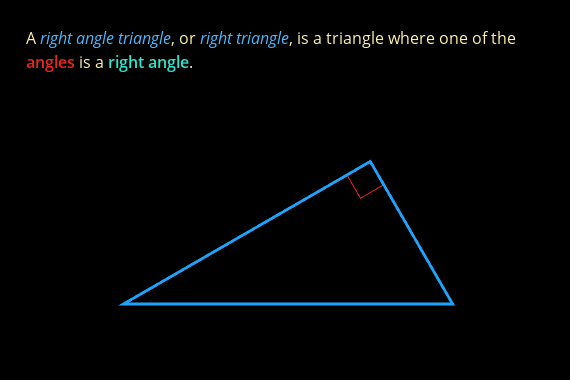 A right angle triangle, or right triangle, is a triangle where one of the
angles is a right angle.